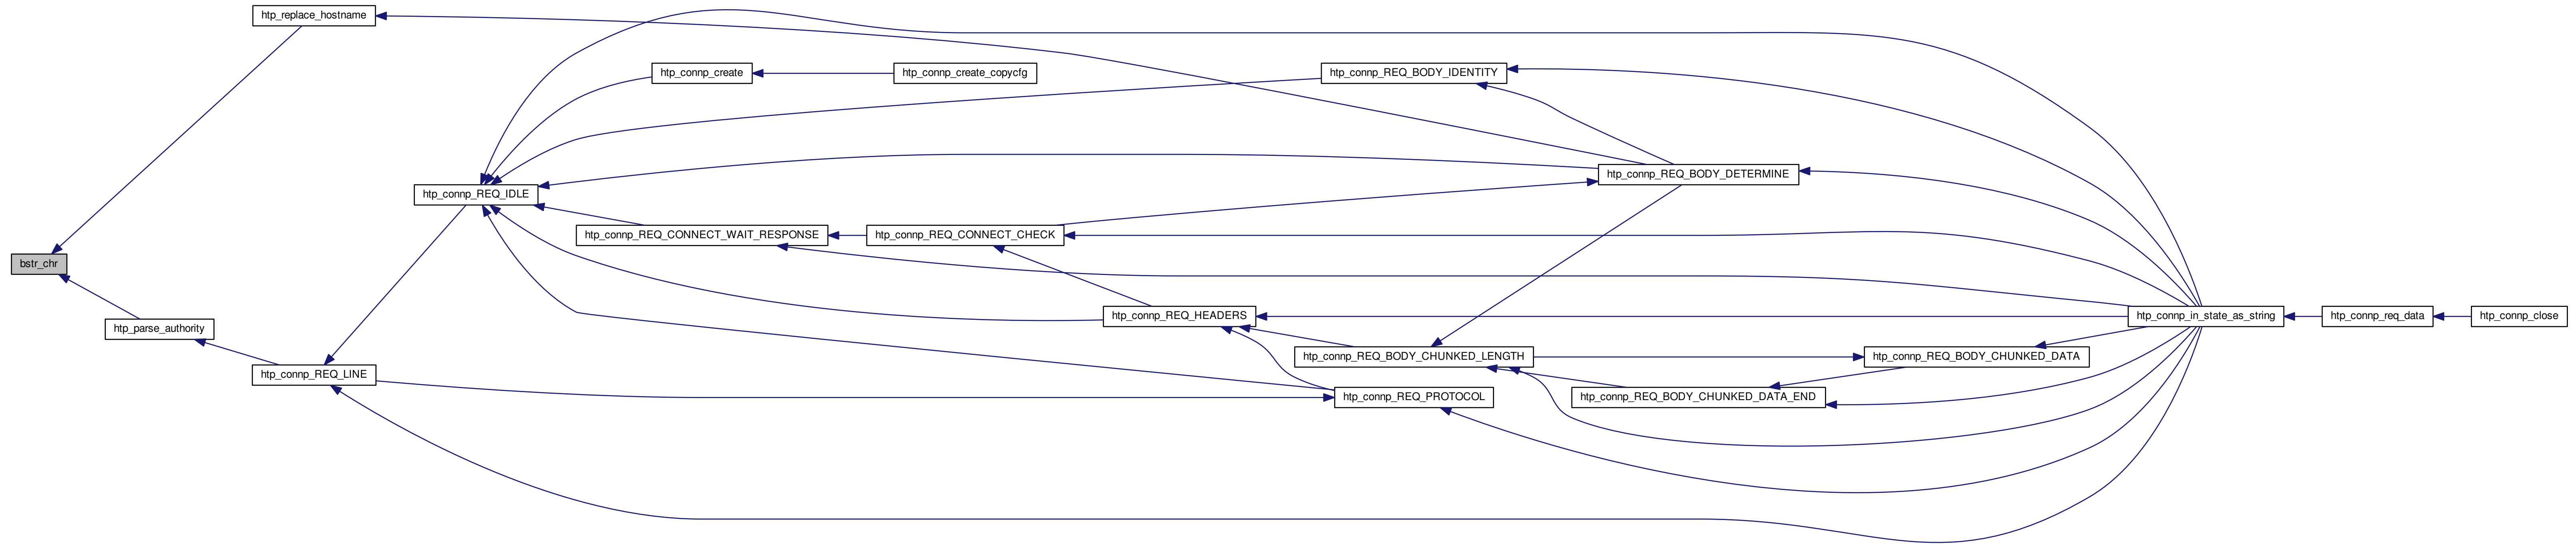 htp_replace_hostname
htp_connp_create
htp_connp_create_copycfg
htp_connp_REQ_BODY_IDENTITY
htp_connp_REQ_BODY_DETERMINE
htp_connp_REQ_IDLE
htp_connp_REQ_CONNECT_WAIT_RESPONSE
htp_connp_REQ_CONNECT_CHECK
bstr_chr
htp_connp_REQ_HEADERS
htp_connp_in_state_as_string
htp_connp_req_data
htp_connp_close
htp_parse_authority
htp_connp_REQ_BODY_CHUNKED_LENGTH
htp_connp_REQ_BODY_CHUNKED_DATA
htp_connp_REQ_LINE
htp_connp_REQ_PROTOCOL
htp_connp_REQ_BODY_CHUNKED_DATA_END